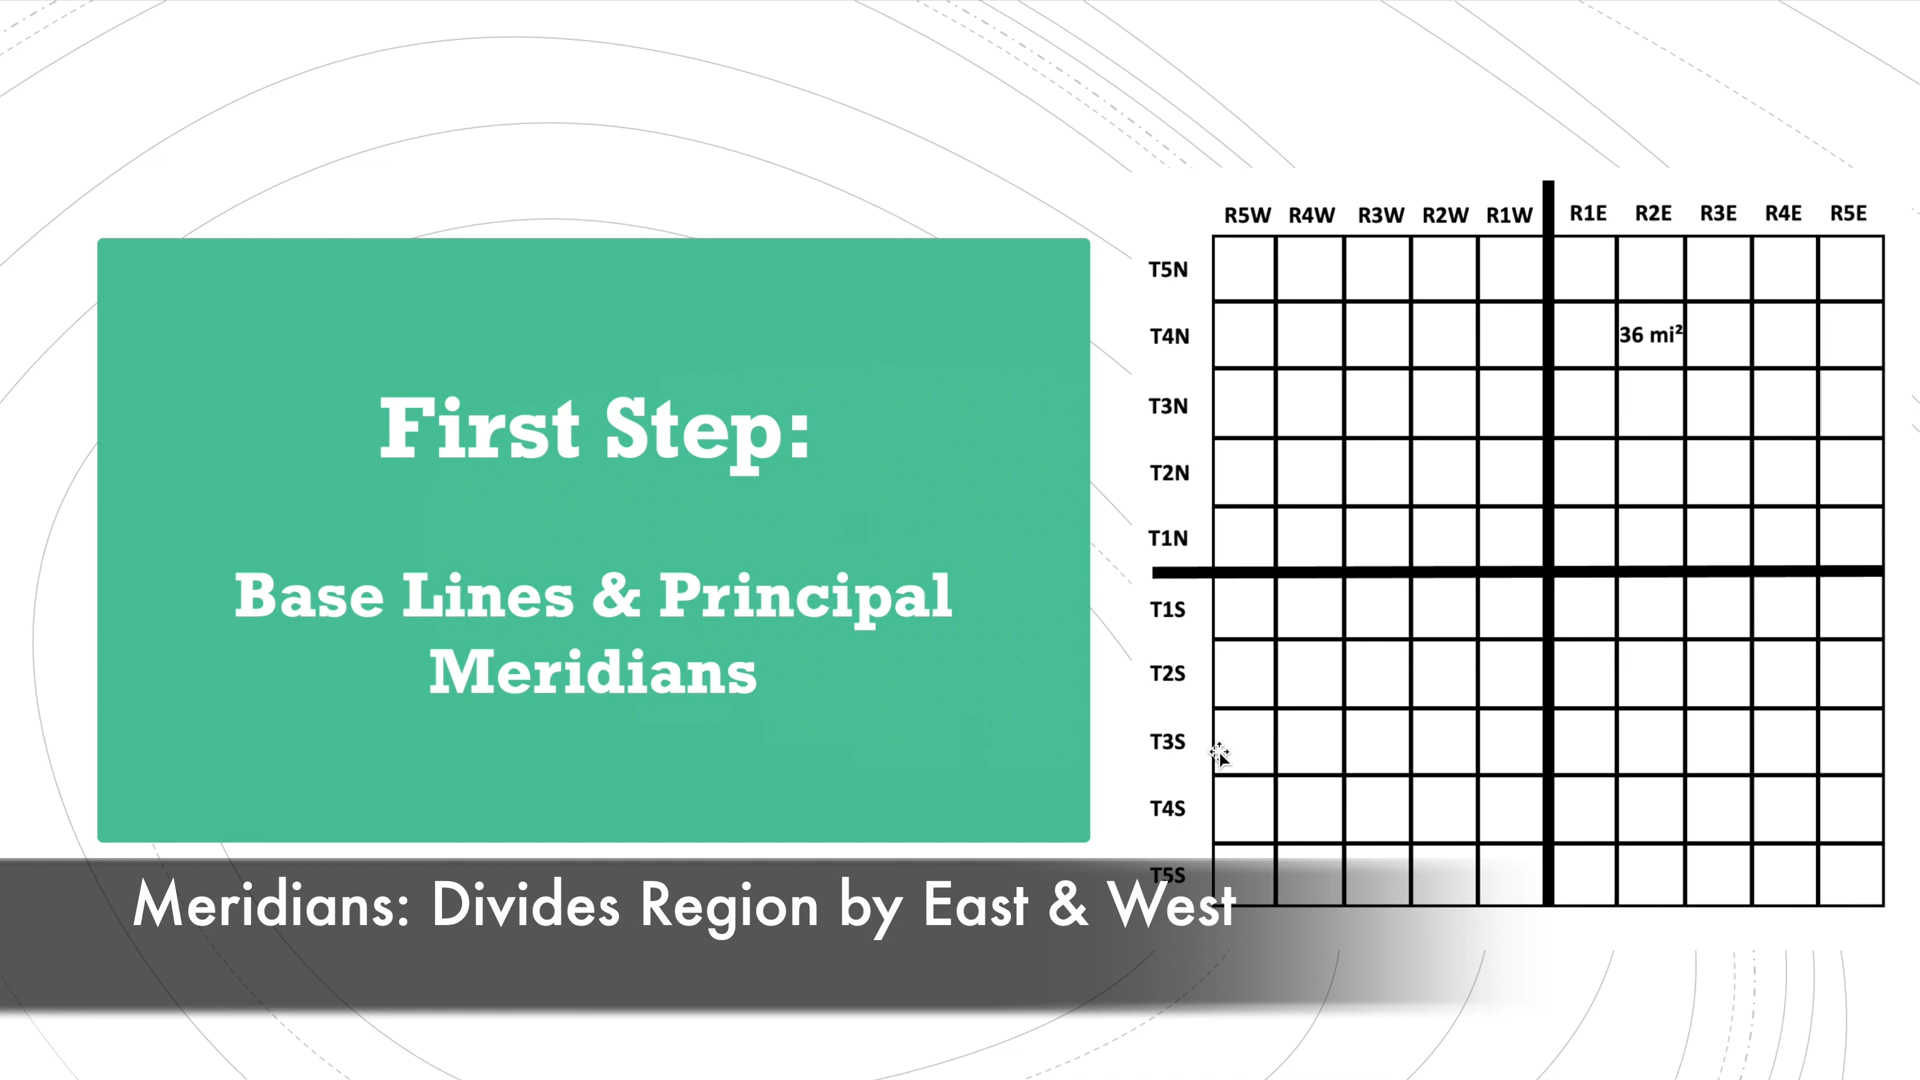 First Step:
Base Lines & Principal
Meridians
R5W R4W R3W R2W R1W R1E R2E R3E R4E R5E
T5N
T4N 36 mi²
T3N
T2N
T1N
T1S
T2S
T3S
T4S
T5S
Meridians: Divides Region by East & West